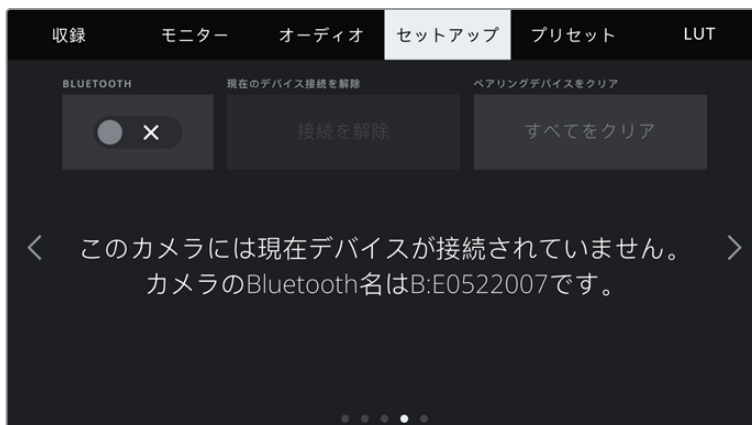 収録 モニター オーディオ セットアップ プリセット LUT
BLUETOOTH 現在のデバイス接続を解除 ペアリングデバイスをクリア
接続を解除 すべてをクリア
このカメラには現在デバイスが接続されていません。
カメラのBluetooth名はB:E0522007です。